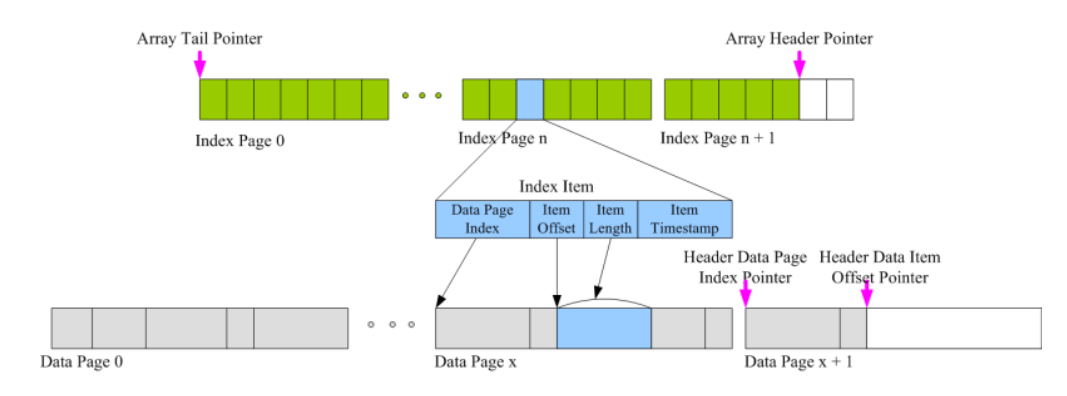 Array Tail Pointer
Array Header Pointer
Index Page 0
Index Page n
Index Page n + 1
Index Item
Data Page
Index
Item
Offset
Item
Length
Item
Timestamp
Header Data Page
Index Pointer
Header Data Item
Offset Pointer
Data Page 0
Data Page x
Data Page x + 1